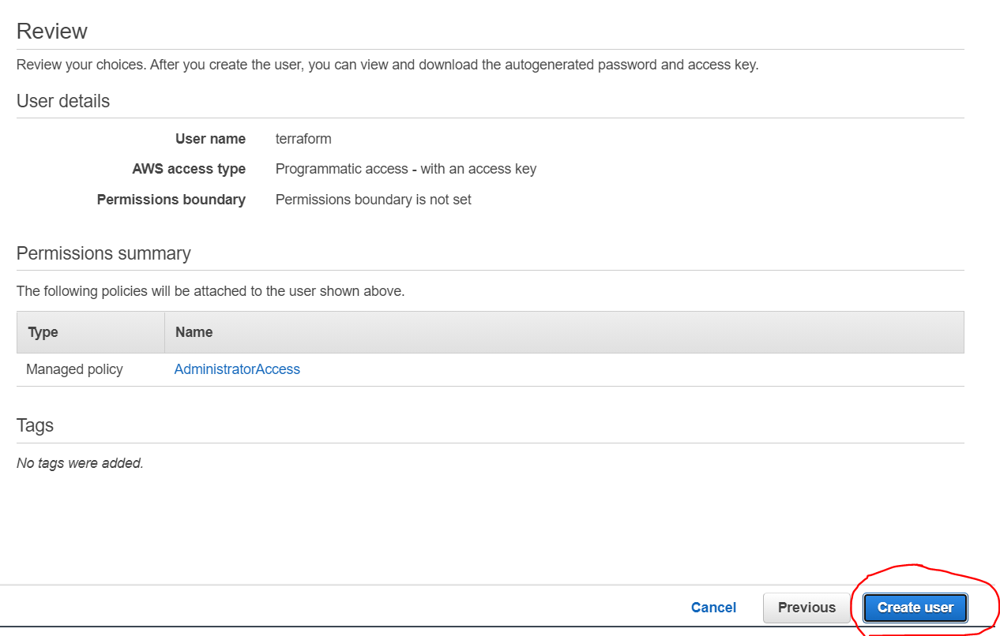 Review
Review your choices. After you create the user, you can view and download the autogenerated password and access key.
User details
User name terraform
AWS access type Programmatic access - with an access key
Permissions boundary Permissions boundary is not set
Permissions summary
The following policies will be attached to the user shown above.
Type Name
Managed policy AdministratorAccess
Tags
No tags were added.
Cancel Previous Create user